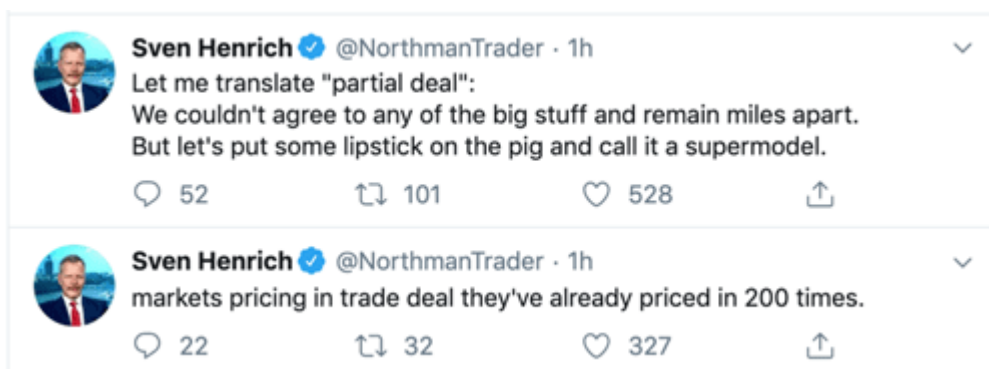 Sven Henrich @NorthmanTrader · 1h
Let me translate "partial deal":
We couldn't agree to any of the big stuff and remain miles apart.
But let's put some lipstick on the pig and call it a supermodel.
52 101 528
Sven Henrich @NorthmanTrader · 1h
markets pricing in trade deal they've already priced in 200 times.
22 32 327